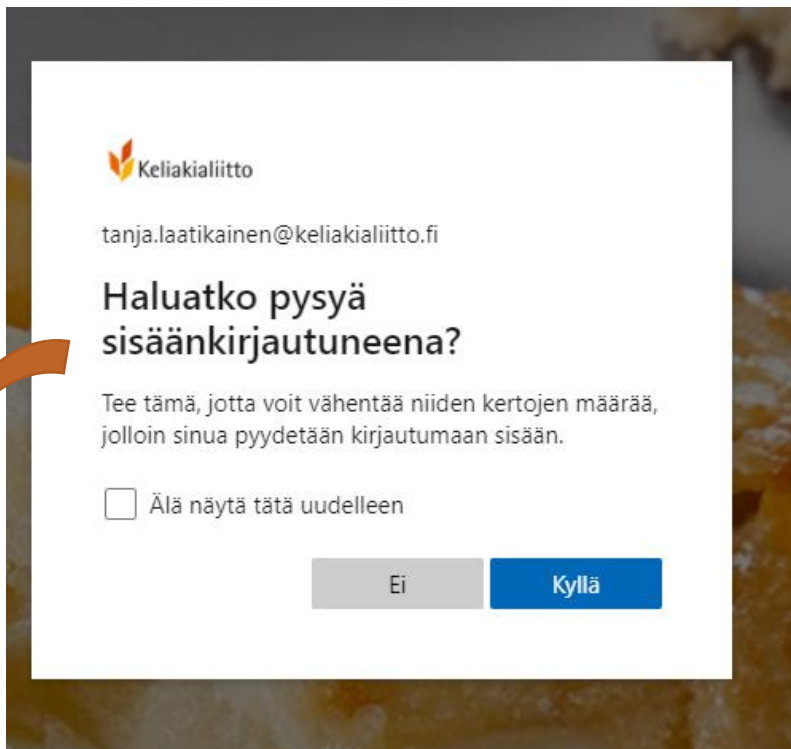 Keliakialiitto
tanja.laatikainen@keliakialiitto.fi
Haluatko pysyä
sisäänkirjautuneena?
Tee tämä, jotta voit vähentää niiden kertojen määrää,
jolloin sinua pyydetään kirjautumaan sisään.
Älä näytä tätä uudelleen
Ei Kyllä